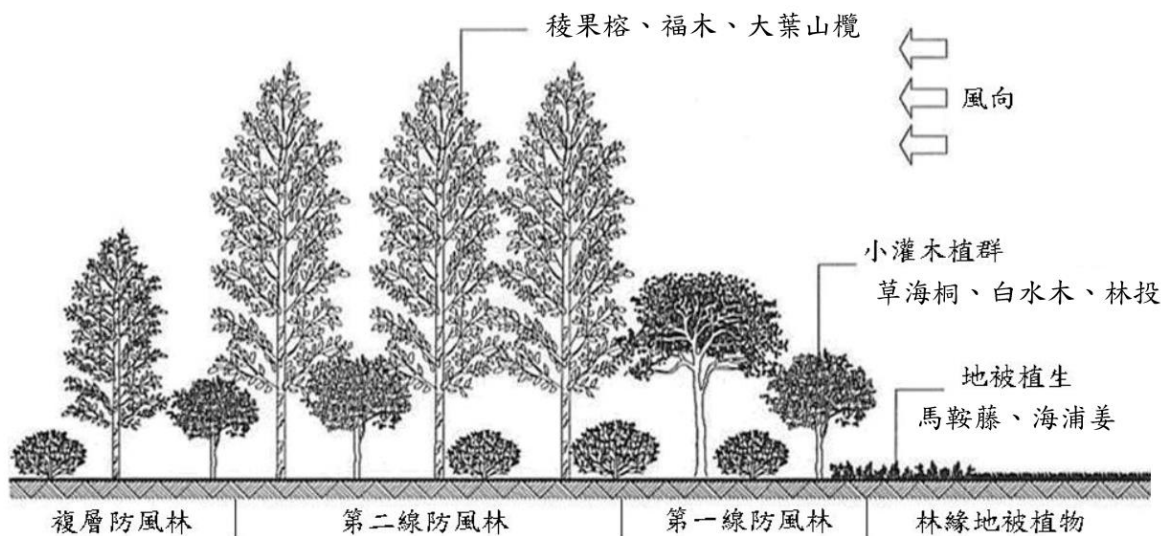 稜果榕、福木、大葉山欖
風向
小灌木植群
草海桐、白水木、林投
地被植生
馬鞍藤、海浦姜
複層防風林
第二線防風林
第一線防風林
林緣地被植物